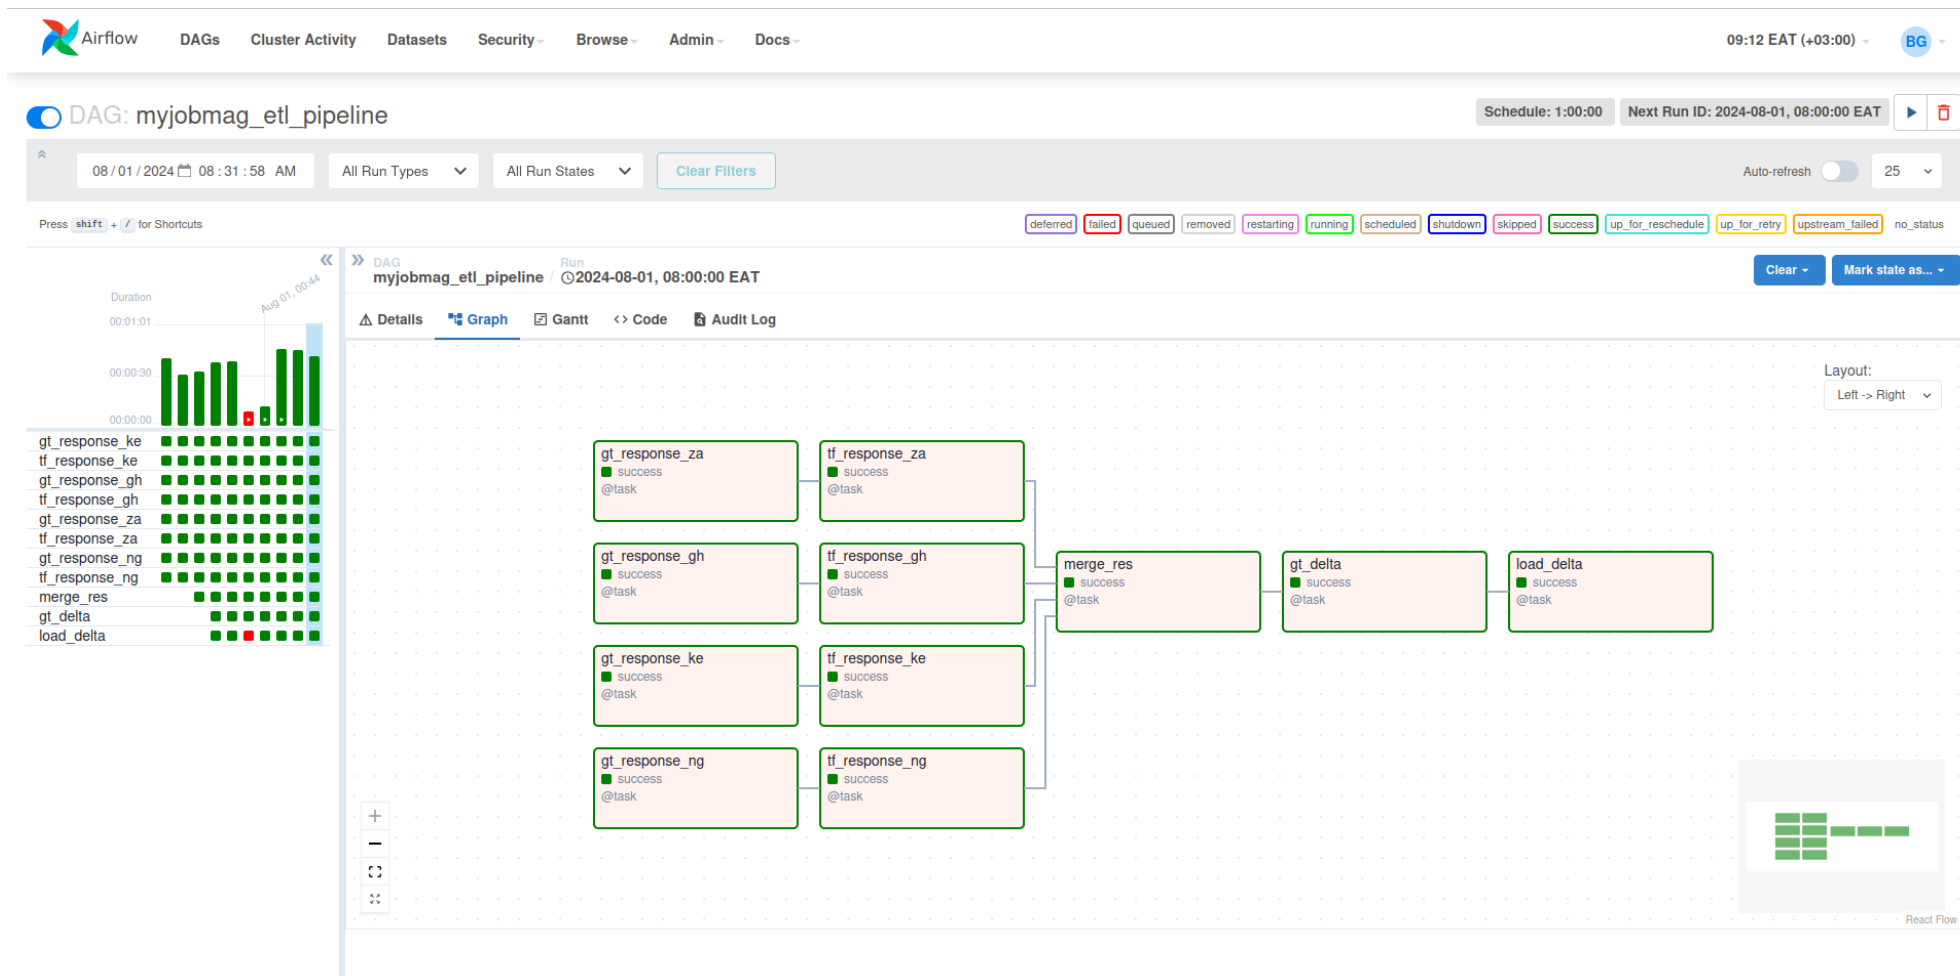 Airflow DAGs Cluster Activity Datasets Security Browse Admin Docs 09:12 EAT (+03:00) BG
DAG: myjobmag_etl_pipeline Schedule: 1:00:00 Next Run ID: 2024-08-01, 08:00:00 EAT
08/01/2024 08:31:58 AM All Run Types All Run States Clear Filters Auto-refresh 25
Press shift + / for Shortcuts deferred failed queued removed restarting running scheduled shutdown skipped success up_for_reschedule up_for_retry upstream_failed no_status
DAG
myjobmag_etl_pipeline /
Run
2024-08-01, 08:00:00 EAT
Clear Mark state as...
Details Graph Gantt Code Audit Log
Duration
Aug 01, 00:44
00:01:01
00:00:30
00:00:00
gt_response_ke
tf_response_ke
gt_response_gh
tf_response_gh
gt_response_za
tf_response_za
gt_response_ng
tf_response_ng
merge_res
gt_delta
load_delta
Layout:
Left -> Right
gt_response_za
success
@task
tf_response_za
success
@task
gt_response_gh
success
@task
tf_response_gh
success
@task
gt_response_ke
success
@task
tf_response_ke
success
@task
gt_response_ng
success
@task
tf_response_ng
success
@task
merge_res
success
@task
gt_delta
success
@task
load_delta
success
@task
React Flow